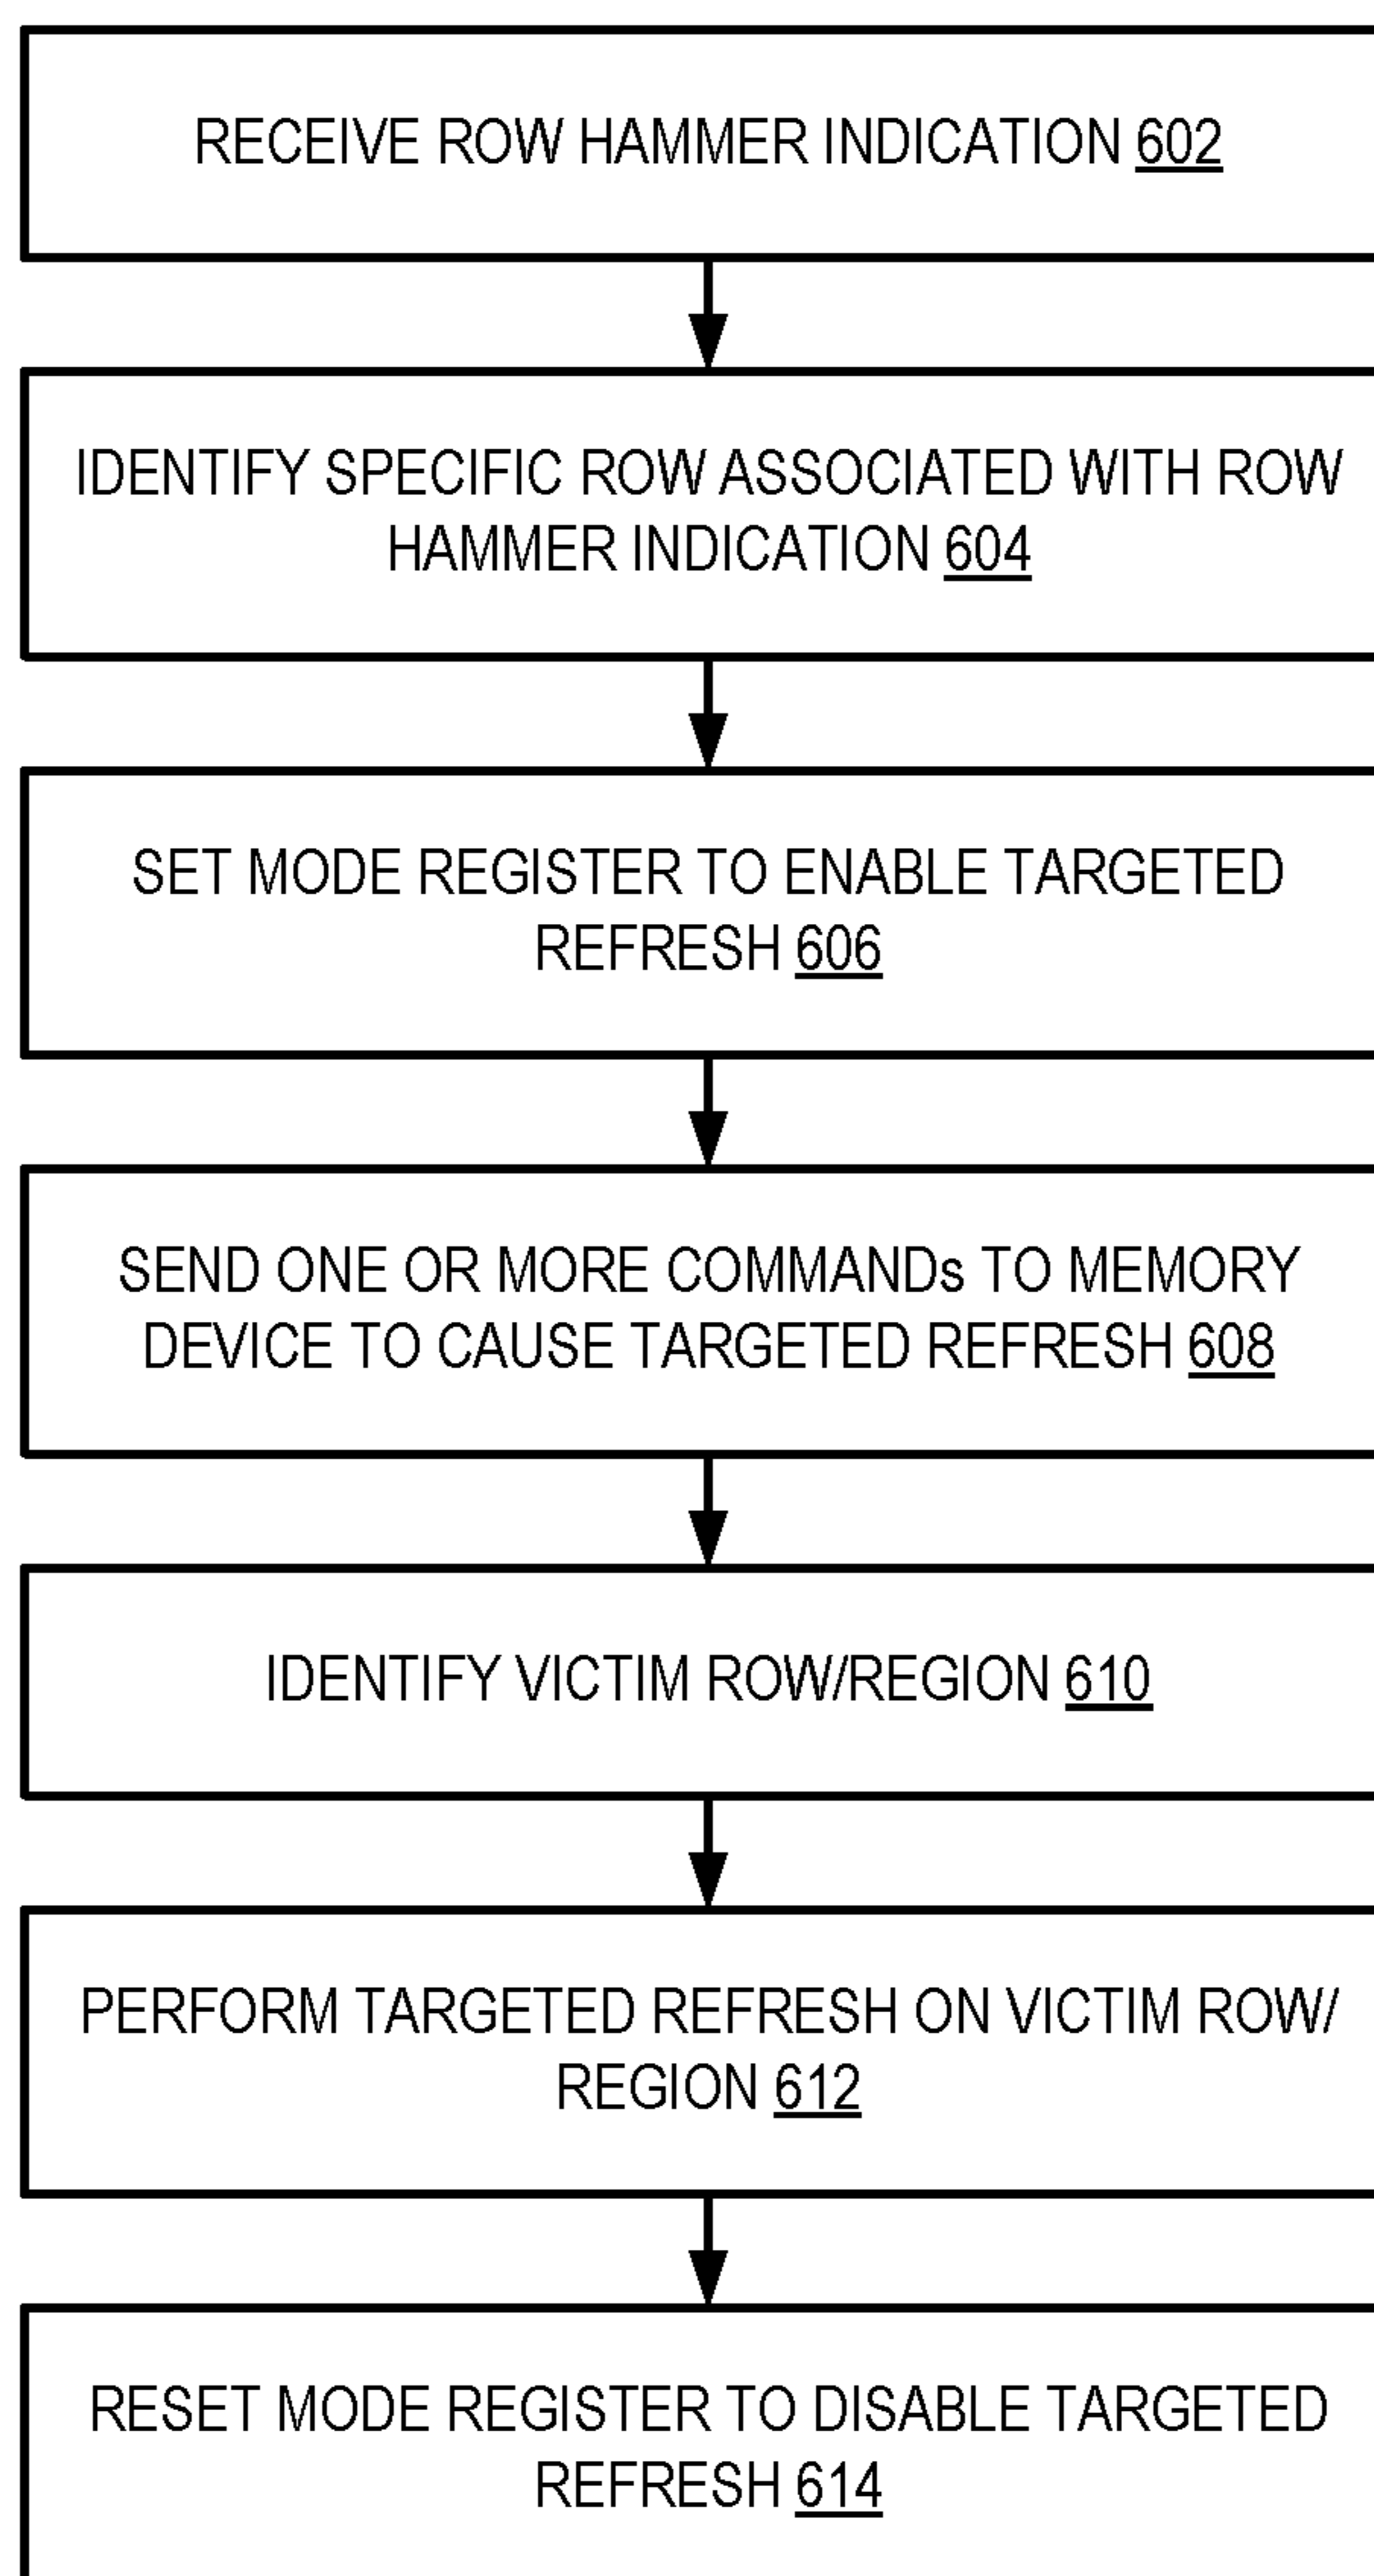 RECEIVE ROW HAMMER INDICATION 602
IDENTIFY SPECIFIC ROW ASSOCIATED WITH ROW
HAMMER INDICATION 604
SET MODE REGISTER TO ENABLE TARGETED
REFRESH 606
SEND ONE OR MORE COMMANDs TO MEMORY
DEVICE TO CAUSE TARGETED REFRESH 608
IDENTIFY VICTIM ROW/REGION 610
PERFORM TARGETED REFRESH ON VICTIM ROW/
REGION 612
RESET MODE REGISTER TO DISABLE TARGETED
REFRESH 614